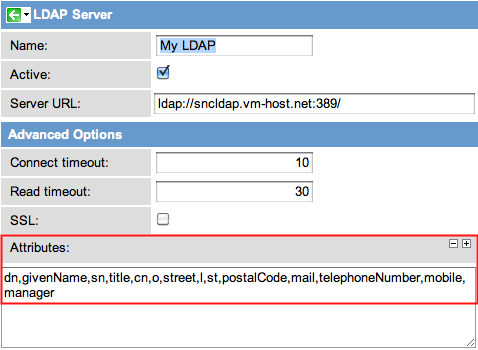 LDAP Server
Name: My LDAP
Active:
Server URL: ldap://sncldap.vm-host.net:389/
Advanced Options
Connect timeout: 10
Read timeout: 30
SSL:
Attributes:
dn,givenName,sn,title,cn,o,street,l,st,postalCode,mail,telephoneNumber,mobile,
manager